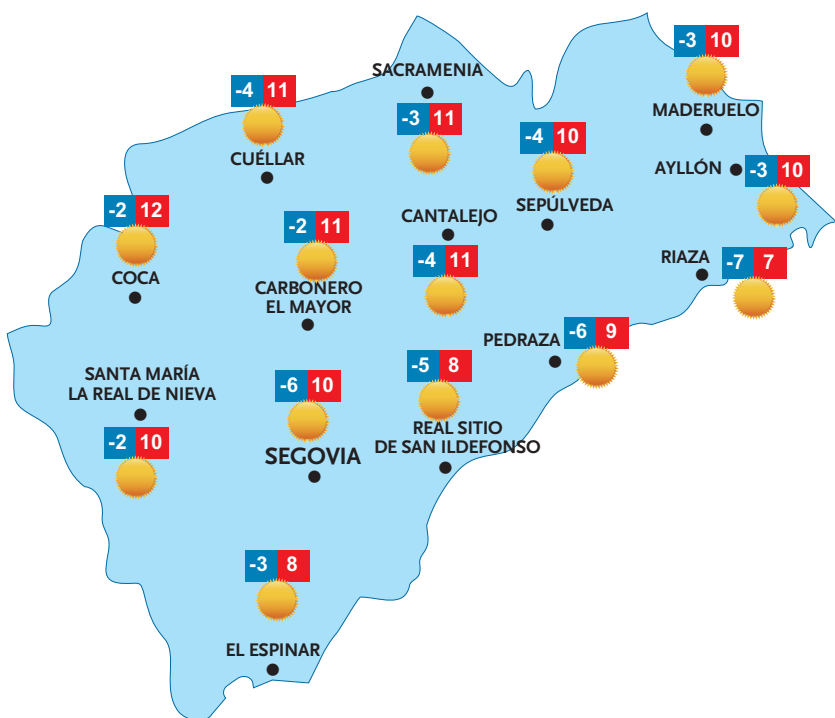 -3 10
MADERUELO
SACRAMENIA
-3 11
-4 11
CUÉLLAR
-4 10
SEPÚLVEDA
AYLLÓN
-3 10
-2 12
COCA
-2 11
CARBONERO
EL MAYOR
CANTALEJO
-4 11
RIAZA
-7 7
PEDRAZA
-6 9
SANTA MARÍA
LA REAL DE NIEVA
-2 10
-6 10
SEGOVIA
-5 8
REAL SITIO
DE SAN ILDEFONSO
-3 8
EL ESPINAR